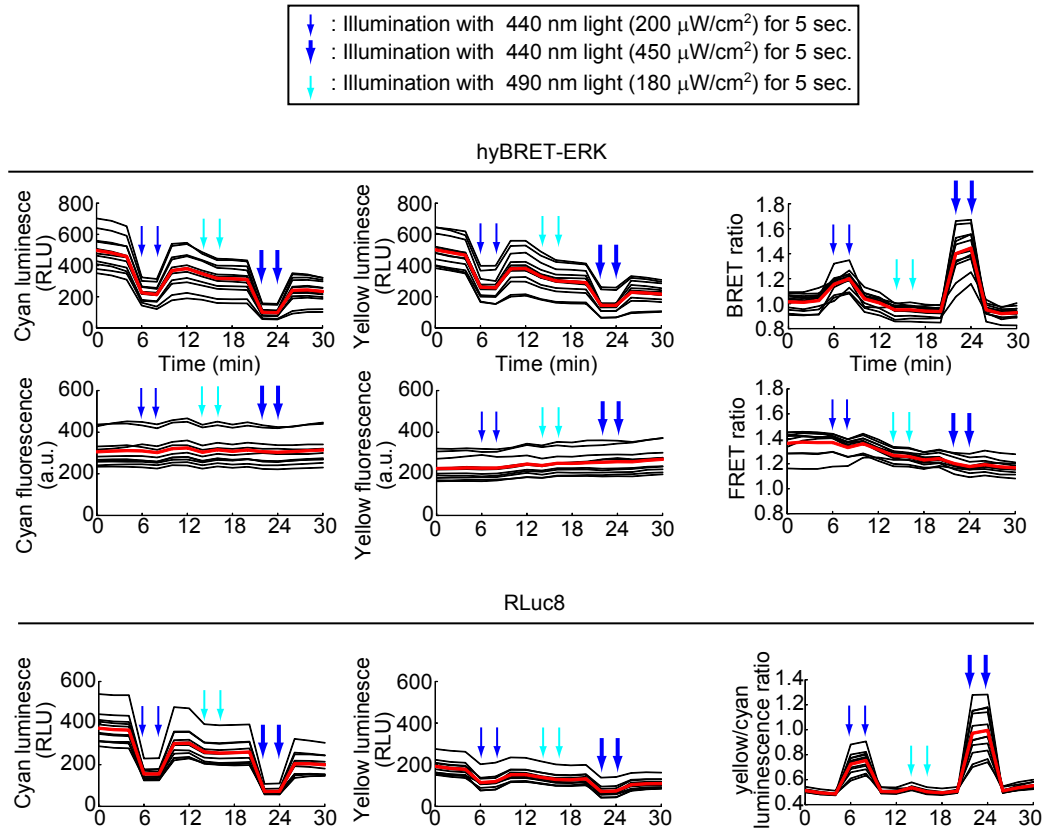 : Illumination with 440 nm light (200 μW/cm²) for 5 sec.
: Illumination with 440 nm light (450 μW/cm²) for 5 sec.
: Illumination with 490 nm light (180 μW/cm²) for 5 sec.
hyBRET-ERK
Cyan luminesce
(RLU)
800
600
400
200
0
0 6 12 18 24 30
Time (min)
Yellow luminesce
(RLU)
800
600
400
200
0
0 6 12 18 24 30
Time (min)
BRET ratio
1.8
1.6
1.4
1.2
1.0
0.8
0 6 12 18 24 30
Time (min)
Cyan fluorescence
(a.u.)
600
400
200
0
0 6 12 18 24 30
Yellow fluorescence
(a.u.)
600
400
200
0
0 6 12 18 24 30
FRET ratio
1.8
1.6
1.4
1.2
1.0
0.8
0 6 12 18 24 30
RLuc8
Cyan luminesce
(RLU)
600
400
200
0
0 6 12 18 24 30
Yellow luminesce
(RLU)
600
400
200
0
0 6 12 18 24 30
yellow/cyan
luminescence ratio
1.4
1.2
1.0
0.8
0.6
0.4
0 6 12 18 24 30